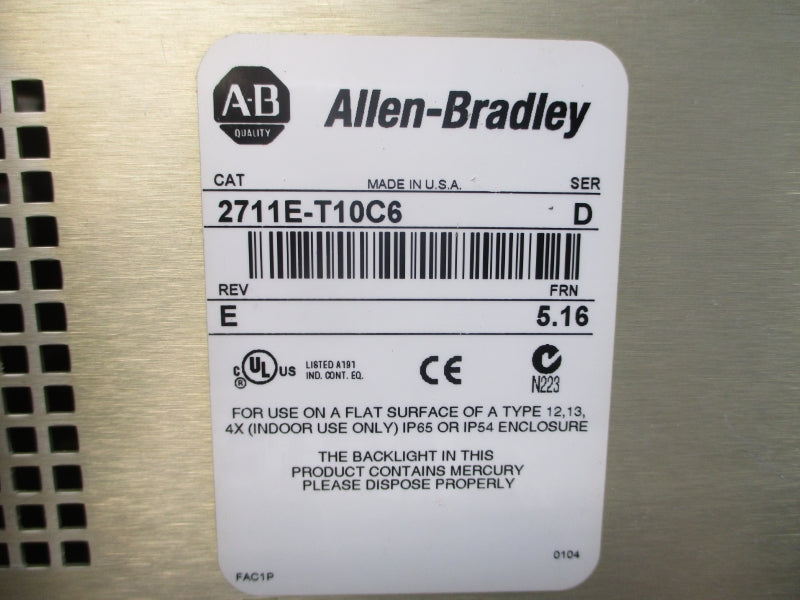 A-B
QUALITY
Allen-Bradley
CAT MADE IN U.S.A. SER
2711E-T10C6 D
REV FRN
E 5.16
C UL US LISTED A191
® IND. CONT. EQ.
CE
N223
FOR USE ON A FLAT SURFACE OF A TYPE 12,13,
4X (INDOOR USE ONLY) IP65 OR IP54 ENCLOSURE
THE BACKLIGHT IN THIS
PRODUCT CONTAINS MERCURY
PLEASE DISPOSE PROPERLY
0104
FAC1P